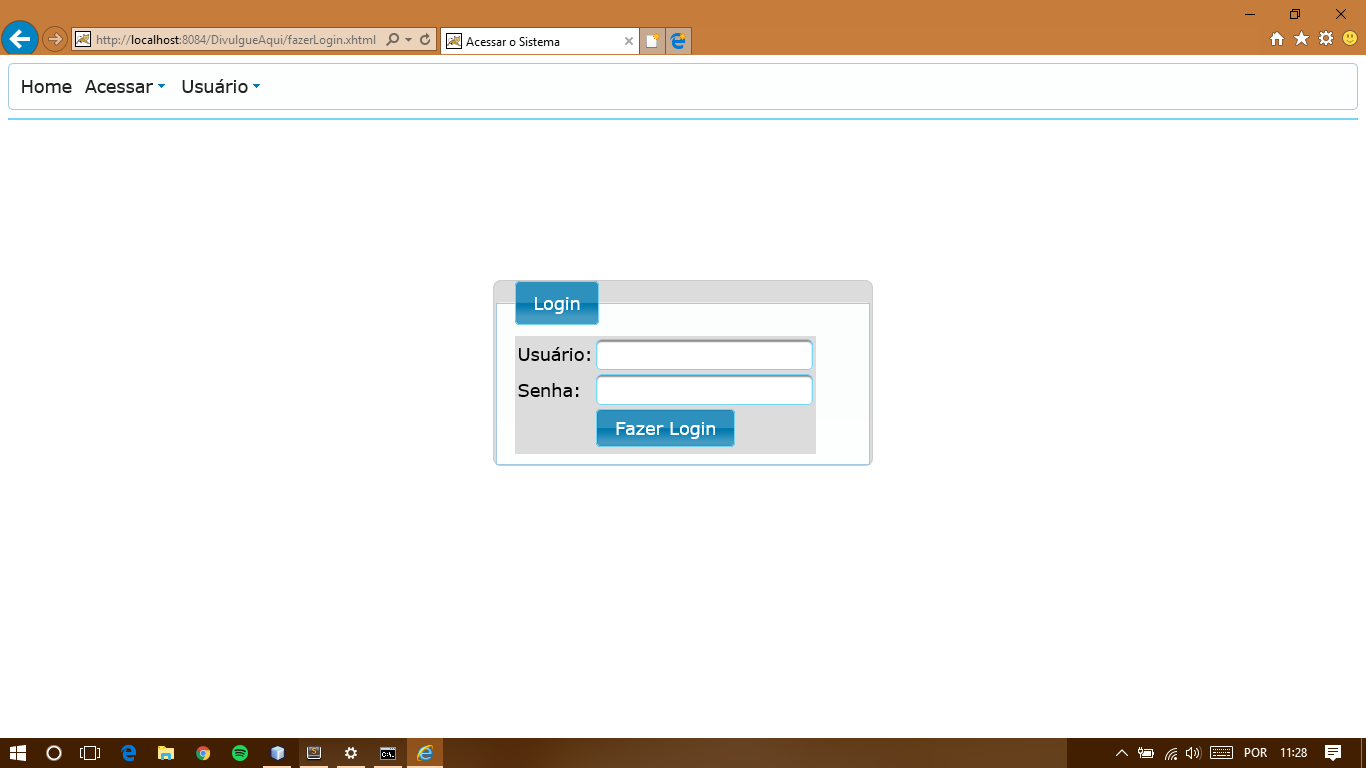 http://localhost:8084/DivulgueAqui/fazerLogin.xhtml
Acessar o Sistema
Home Acessar Usuário
Login
Usuário:
Senha:
Fazer Login
POR 11:28